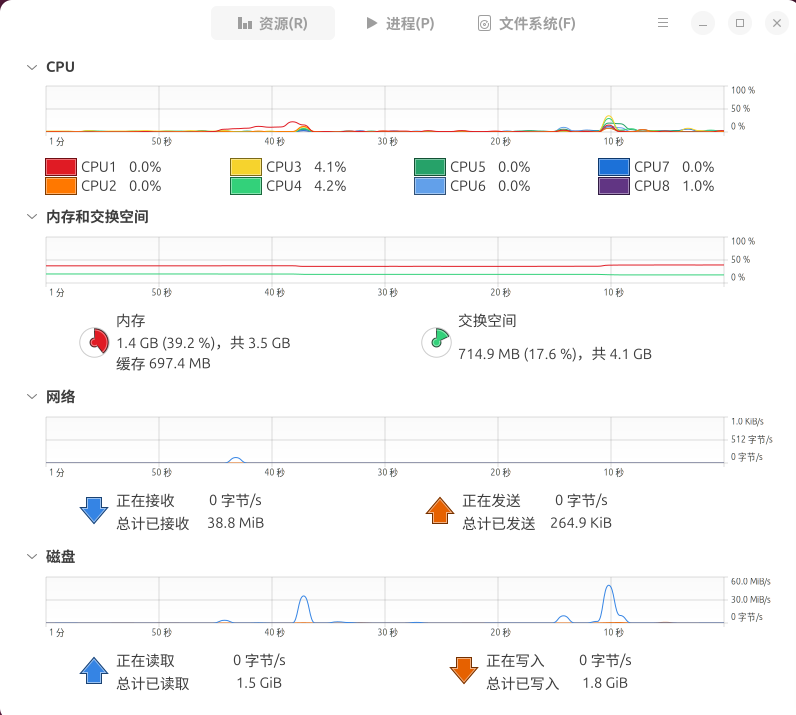 资源(R) 进程(P) 文件系统(F)
CPU
100 %
50 %
0 %
1 分 50 秒 40 秒 30 秒 20 秒 10 秒
CPU1 0.0% CPU3 4.1% CPU5 0.0% CPU7 0.0%
CPU2 0.0% CPU4 4.2% CPU6 0.0% CPU8 1.0%
内存和交换空间
100 %
50 %
0 %
1 分 50 秒 40 秒 30 秒 20 秒 10 秒
内存 交换空间
1.4 GB (39.2 %)，共 3.5 GB 714.9 MB (17.6 %)，共 4.1 GB
缓存 697.4 MB
网络
1.0 KiB/s
512 字节/s
0 字节/s
1 分 50 秒 40 秒 30 秒 20 秒 10 秒
正在接收 0 字节/s 正在发送 0 字节/s
总计已接收 38.8 MiB 总计已发送 264.9 KiB
磁盘
60.0 MiB/s
30.0 MiB/s
0 字节/s
1 分 50 秒 40 秒 30 秒 20 秒 10 秒
正在读取 0 字节/s 正在写入 0 字节/s
总计已读取 1.5 GiB 总计已写入 1.8 GiB